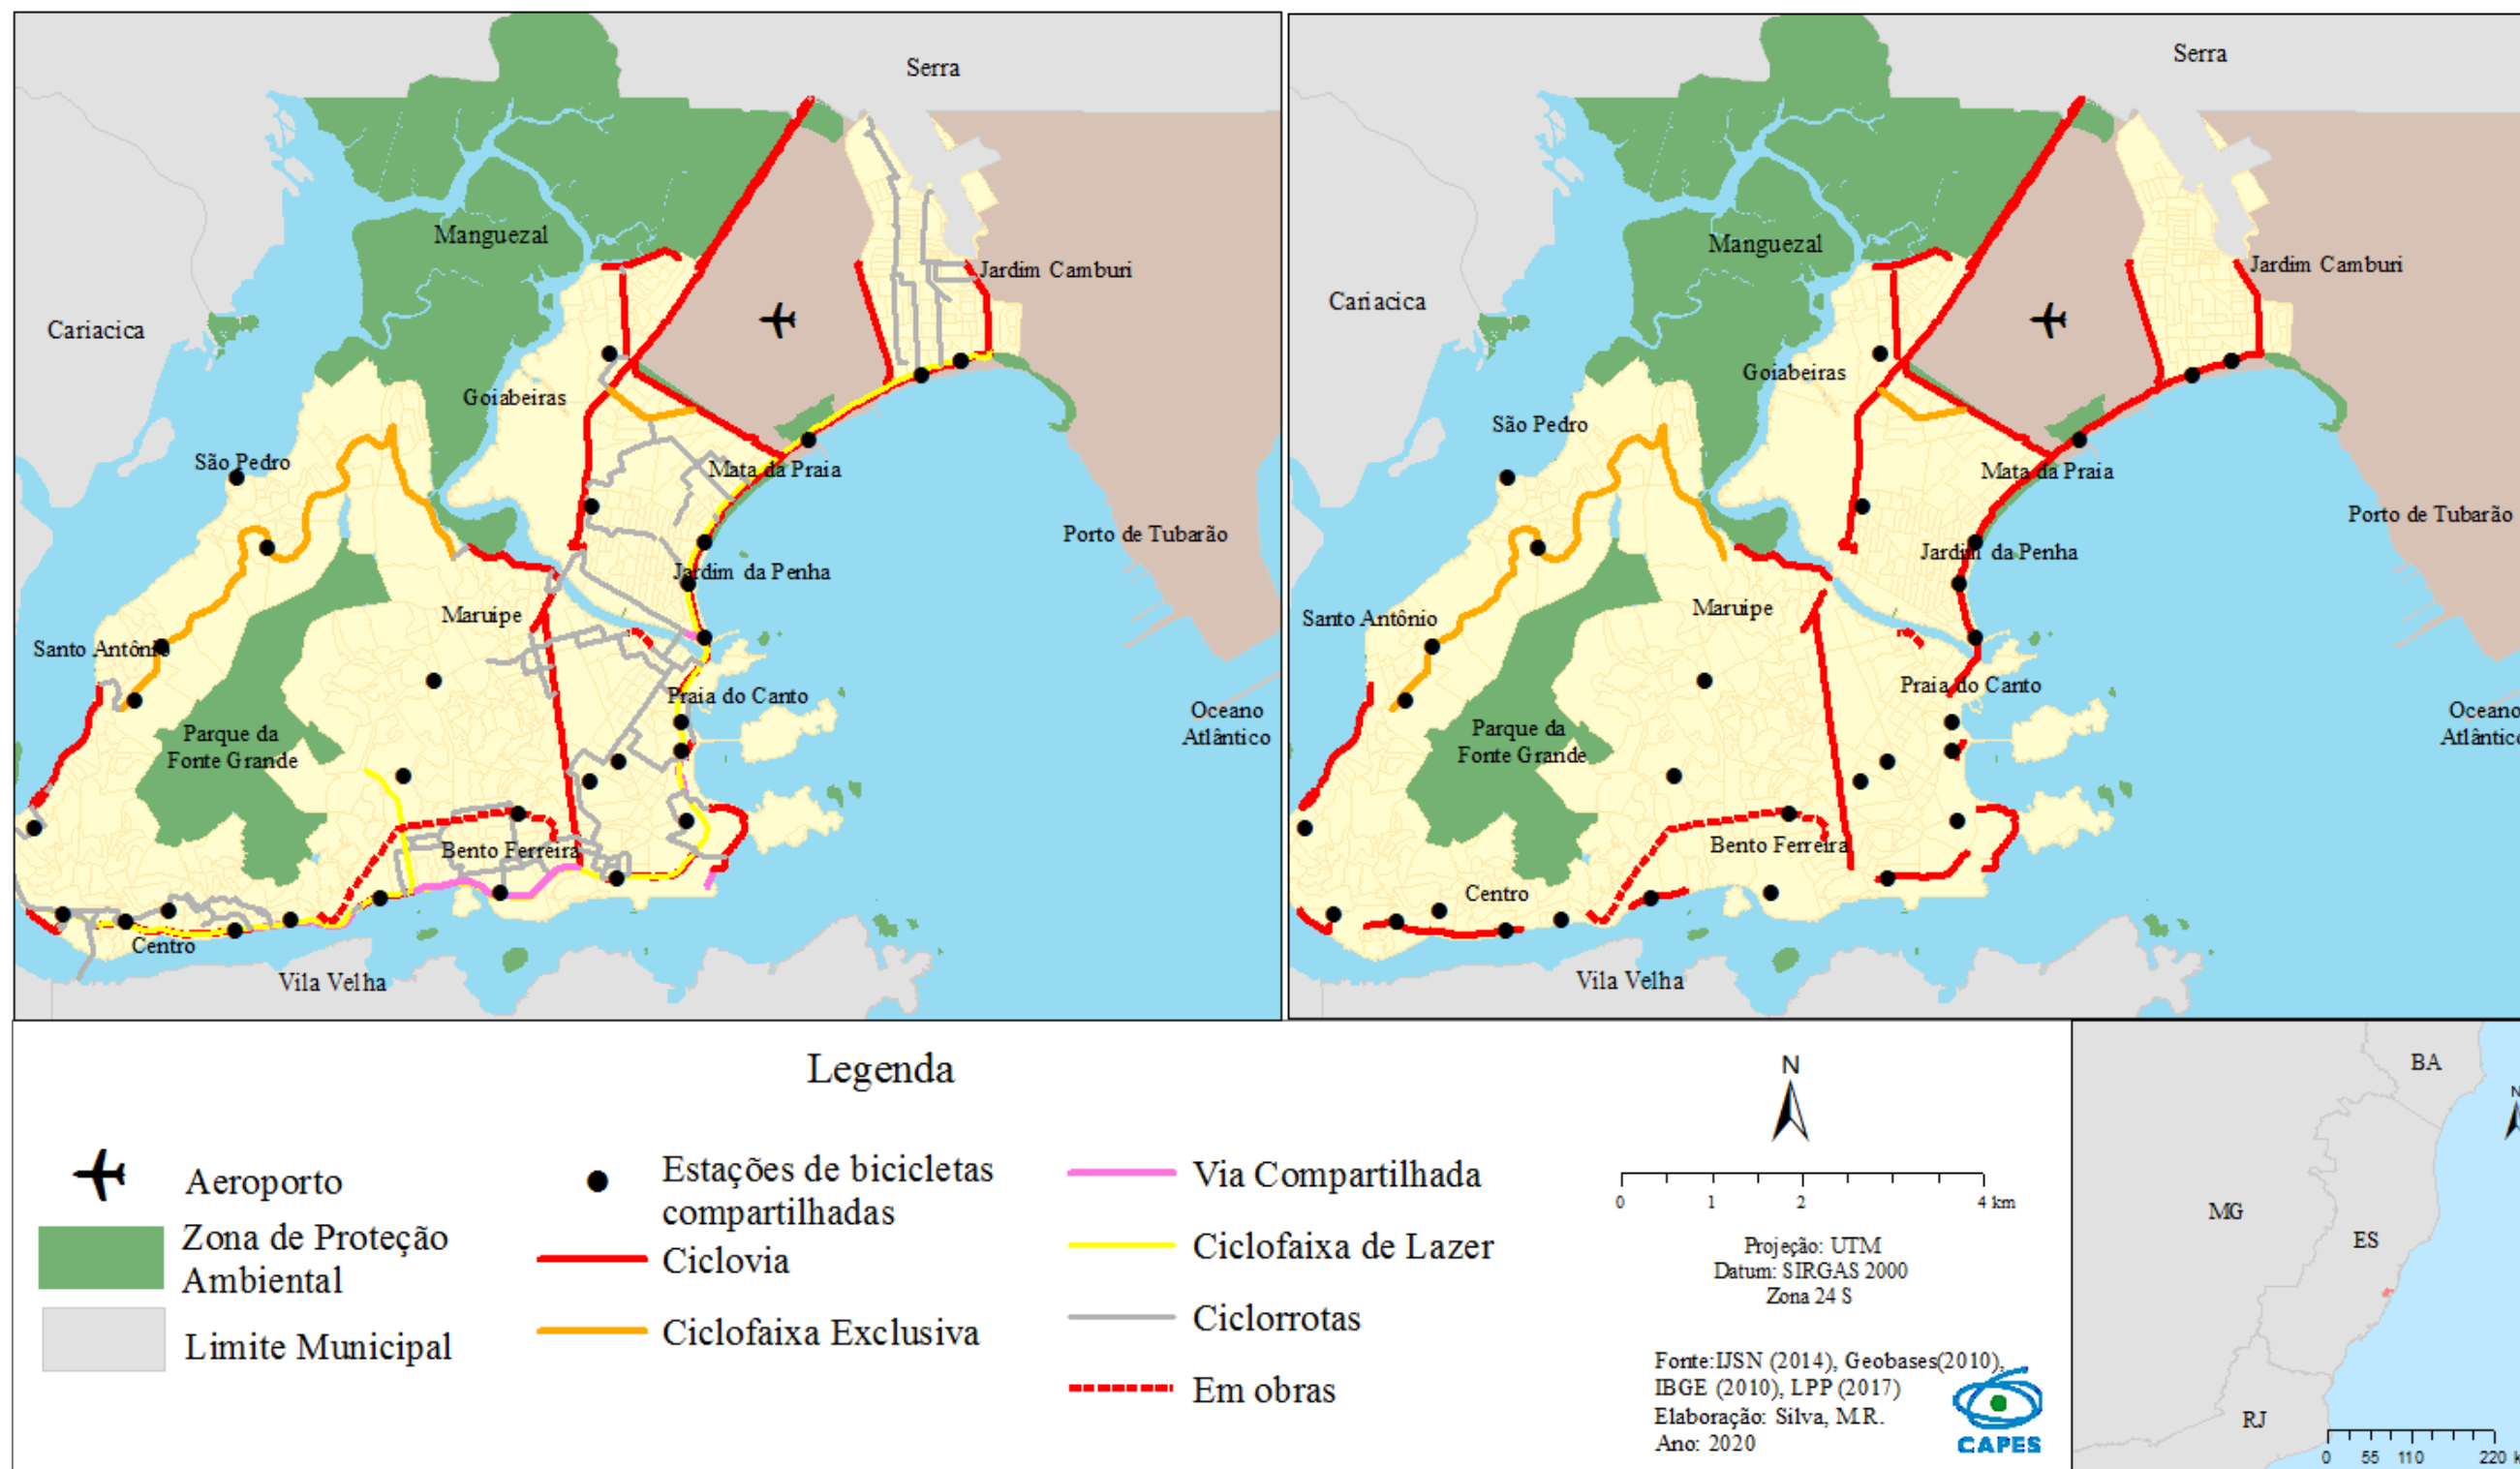 Serra
Manguezal
Jardim Camburi
Cariacica
Goiabeiras
São Pedro
Mata da Praia
Porto de Tubarão
Jardim da Penha
Maruipe
Santo Antônio
Praia do Canto
Oceano
Atlântico
Parque da
Fonte Grande
Bento Ferreira
Centro
Vila Velha
Serra
Manguezal
Jardim Camburi
Cariacica
Goiabeiras
São Pedro
Mata da Praia
Porto de Tubarão
Jardim da Penha
Maruipe
Santo Antônio
Praia do Canto
Oceano
Atlântico
Parque da
Fonte Grande
Bento Ferreira
Centro
Vila Velha
Legenda
Aeroporto
Zona de Proteção
Ambiental
Limite Municipal
Estações de bicicletas
compartilhadas
Ciclovia
Ciclofaixa Exclusiva
Via Compartilhada
Ciclofaixa de Lazer
Ciclorrotas
Em obras
N
0 1 2 4 km
Projeção: UTM
Datum: SIRGAS 2000
Zona 24 S
Fonte:IJSN (2014), Geobases(2010),
IBGE (2010), LPP (2017)
Elaboração: Silva, M.R.
Ano: 2020
CAPES
BA
N
MG
ES
RJ
0 55 110 220 k